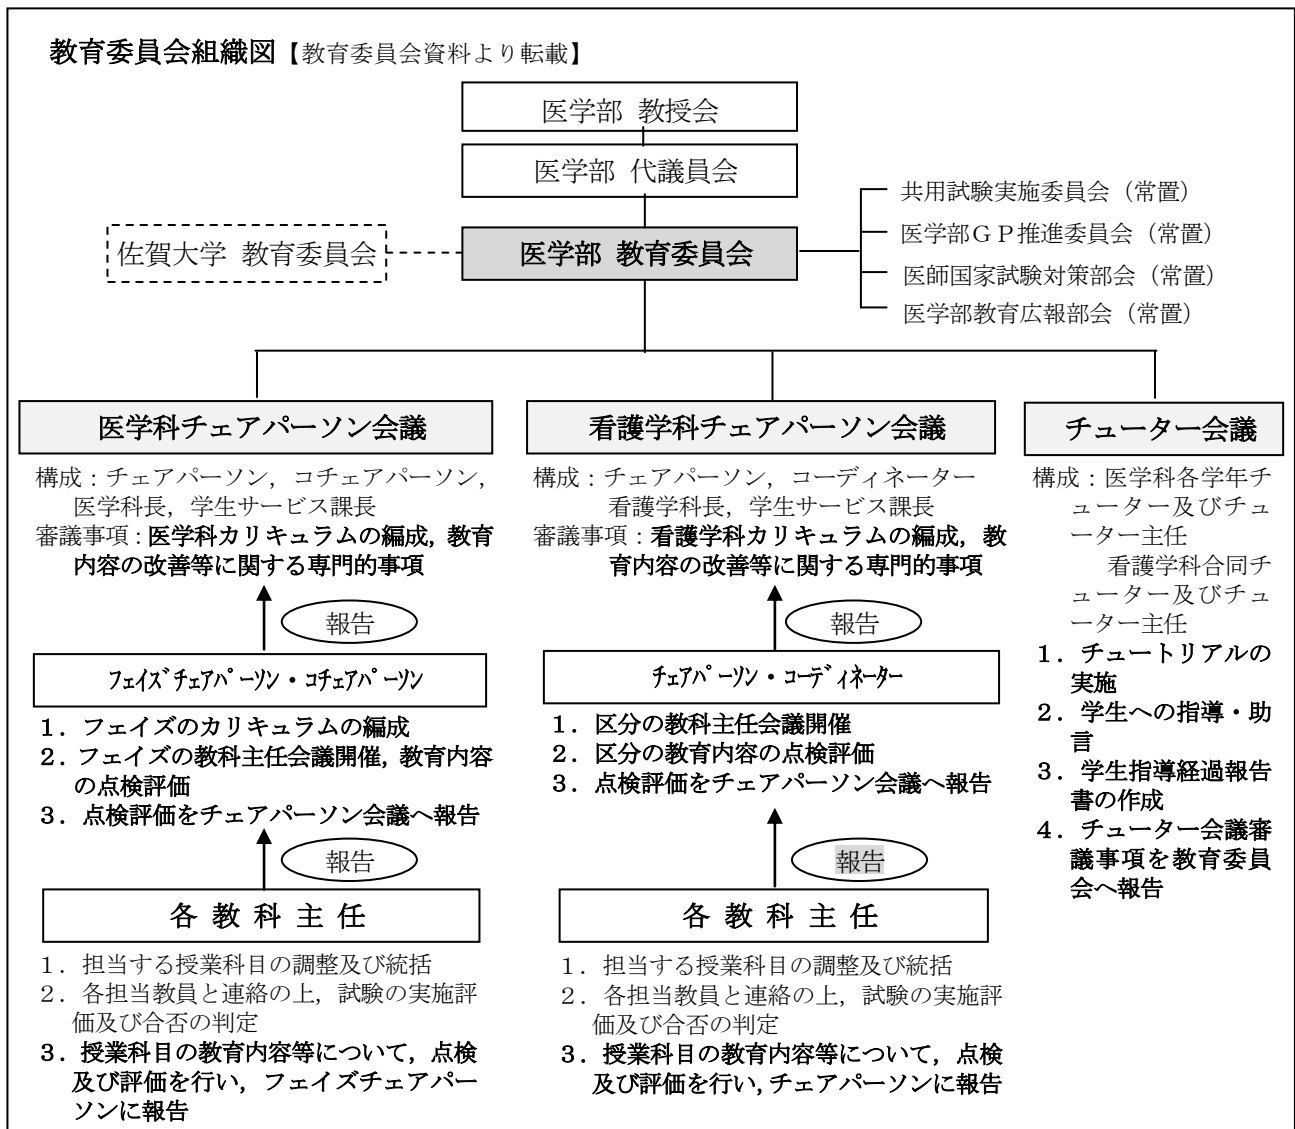 教育委員会組織図【教育委員会資料より転載】
医学部 教授会
医学部 代議員会
医学部 教育委員会
佐賀大学 教育委員会
共用試験実施委員会（常置）
医学部ＧＰ推進委員会（常置）
医師国家試験対策部会（常置）
医学部教育広報部会（常置）
医学科チェアパーソン会議
構成：チェアパーソン，コチェアパーソン，
医学科長，学生サービス課長
審議事項：医学科カリキュラムの編成，教育
内容の改善等に関する専門的事項
報告
ﾌｪｲｽﾞﾁｪｱﾊﾟｰｿﾝ・ｺﾁｪｱﾊﾟｰｿﾝ
１．フェイズのカリキュラムの編成
２．フェイズの教科主任会議開催，教育内容
の点検評価
３．点検評価をチェアパーソン会議へ報告
報告
各 教 科 主 任
１．担当する授業科目の調整及び統括
２．各担当教員と連絡の上，試験の実施評
価及び合否の判定
３．授業科目の教育内容等について，点検
及び評価を行い，フェイズチェアパー
ソンに報告
看護学科チェアパーソン会議
構成：チェアパーソン，コーディネーター
看護学科長，学生サービス課長
審議事項：看護学科カリキュラムの編成，教
育内容の改善等に関する専門的事項
報告
ﾁｪｱﾊﾟｰｿﾝ・ｺｰﾃﾞｨﾈｰﾀｰ
１．区分の教科主任会議開催
２．区分の教育内容の点検評価
３．点検評価をチェアパーソン会議へ報告
報告
各 教 科 主 任
１．担当する授業科目の調整及び統括
２．各担当教員と連絡の上，試験の実施評
価及び合否の判定
３．授業科目の教育内容等について，点検
及び評価を行い，チェアパーソンに報告
チューター会議
構成：医学科各学年チ
ューター及びチュ
ーター主任
看護学科合同チ
ューター及びチュ
ーター主任
１．チュートリアルの
実施
２．学生への指導・助
言
３．学生指導経過報告
書の作成
４．チューター会議審
議事項を教育委員
会へ報告